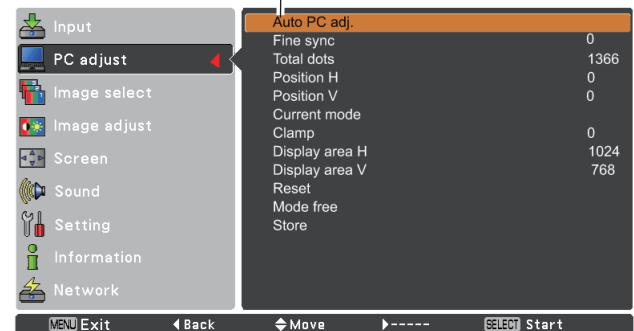 Input
PC adjust
Image select
Image adjust
Screen
Sound
Setting
Information
Network
Auto PC adj.
Fine sync 0
Total dots 1366
Position H 0
Position V 0
Current mode
Clamp 0
Display area H 1024
Display area V 768
Reset
Mode free
Store
MENU Exit Back Move ----- SELECT Start